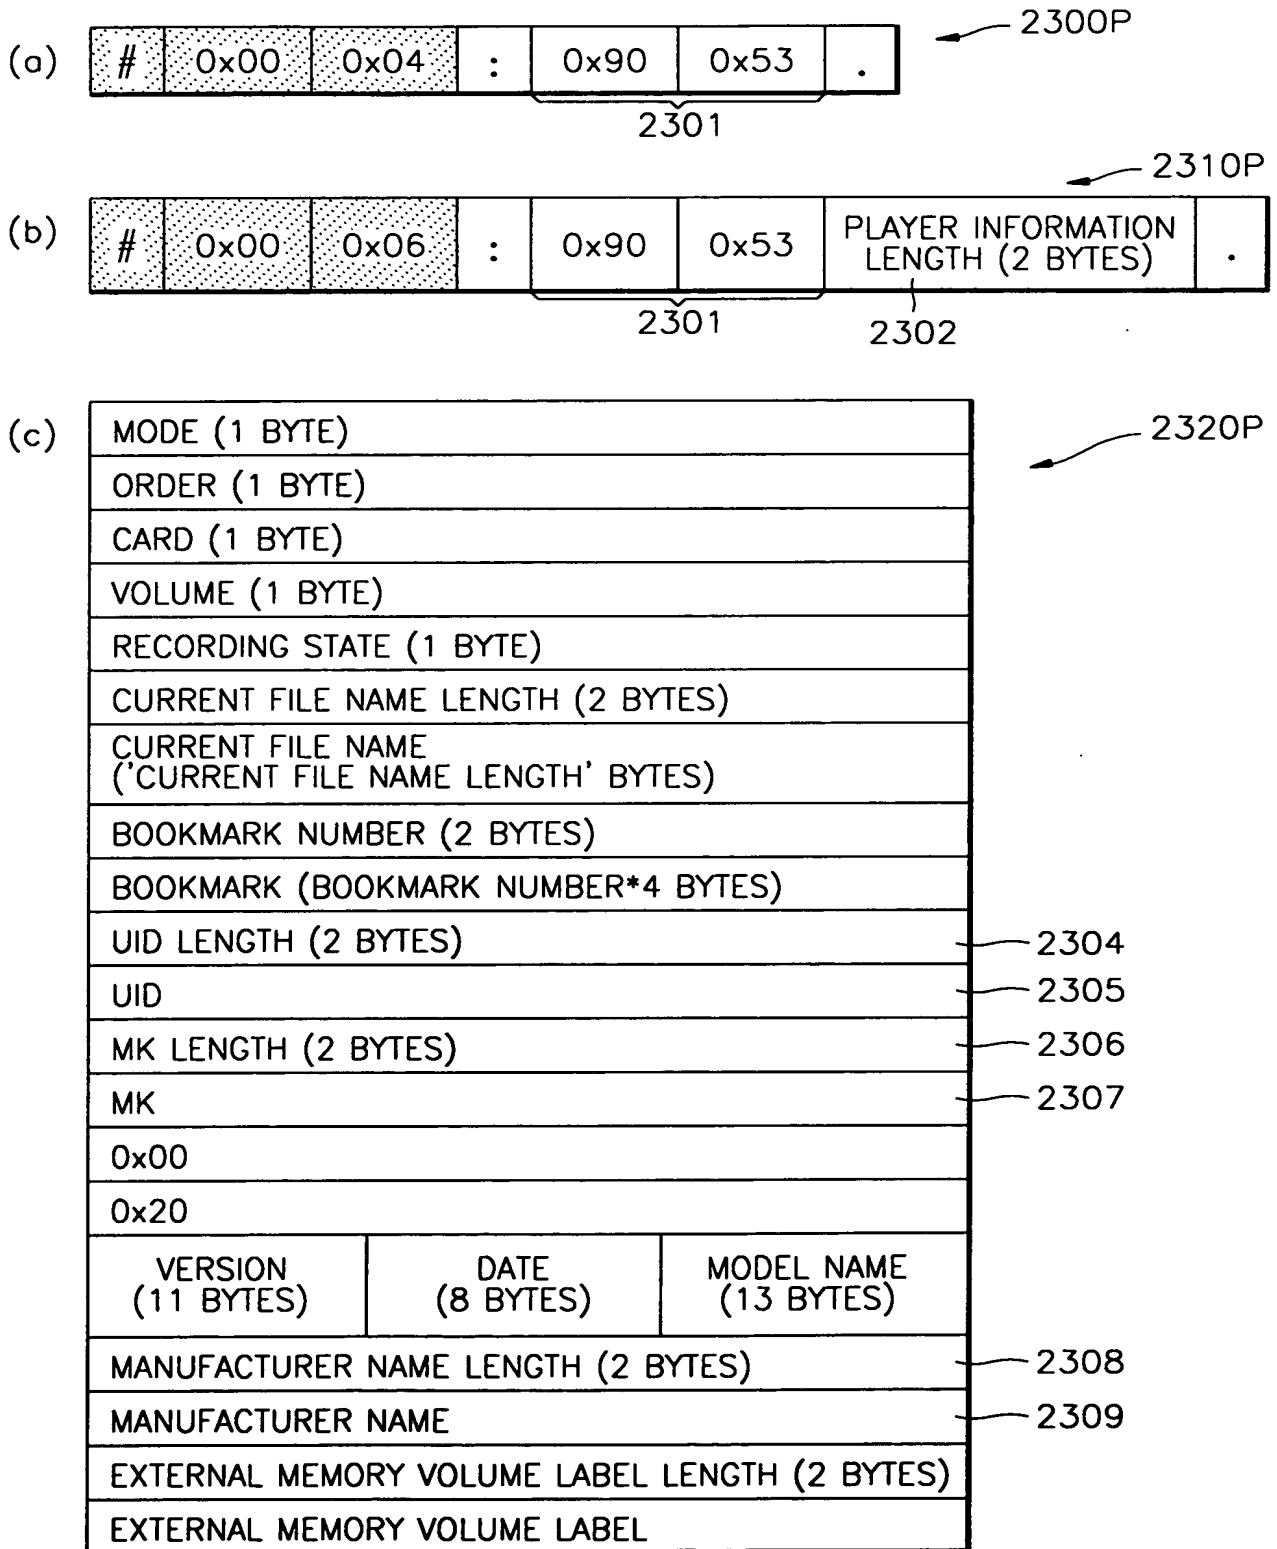 2300P
(a) # 0x00 0x04 : 0x90 0x53 .
2301
2310P
(b) # 0x00 0x06 : 0x90 0x53 PLAYER INFORMATION LENGTH (2 BYTES) .
2301
2302
(c)
2320P
MODE (1 BYTE)
ORDER (1 BYTE)
CARD (1 BYTE)
VOLUME (1 BYTE)
RECORDING STATE (1 BYTE)
CURRENT FILE NAME LENGTH (2 BYTES)
CURRENT FILE NAME
('CURRENT FILE NAME LENGTH' BYTES)
BOOKMARK NUMBER (2 BYTES)
BOOKMARK (BOOKMARK NUMBER*4 BYTES)
UID LENGTH (2 BYTES) 2304
UID 2305
MK LENGTH (2 BYTES) 2306
MK 2307
0x00
0x20
VERSION (11 BYTES) DATE (8 BYTES) MODEL NAME (13 BYTES)
MANUFACTURER NAME LENGTH (2 BYTES) 2308
MANUFACTURER NAME 2309
EXTERNAL MEMORY VOLUME LABEL LENGTH (2 BYTES)
EXTERNAL MEMORY VOLUME LABEL